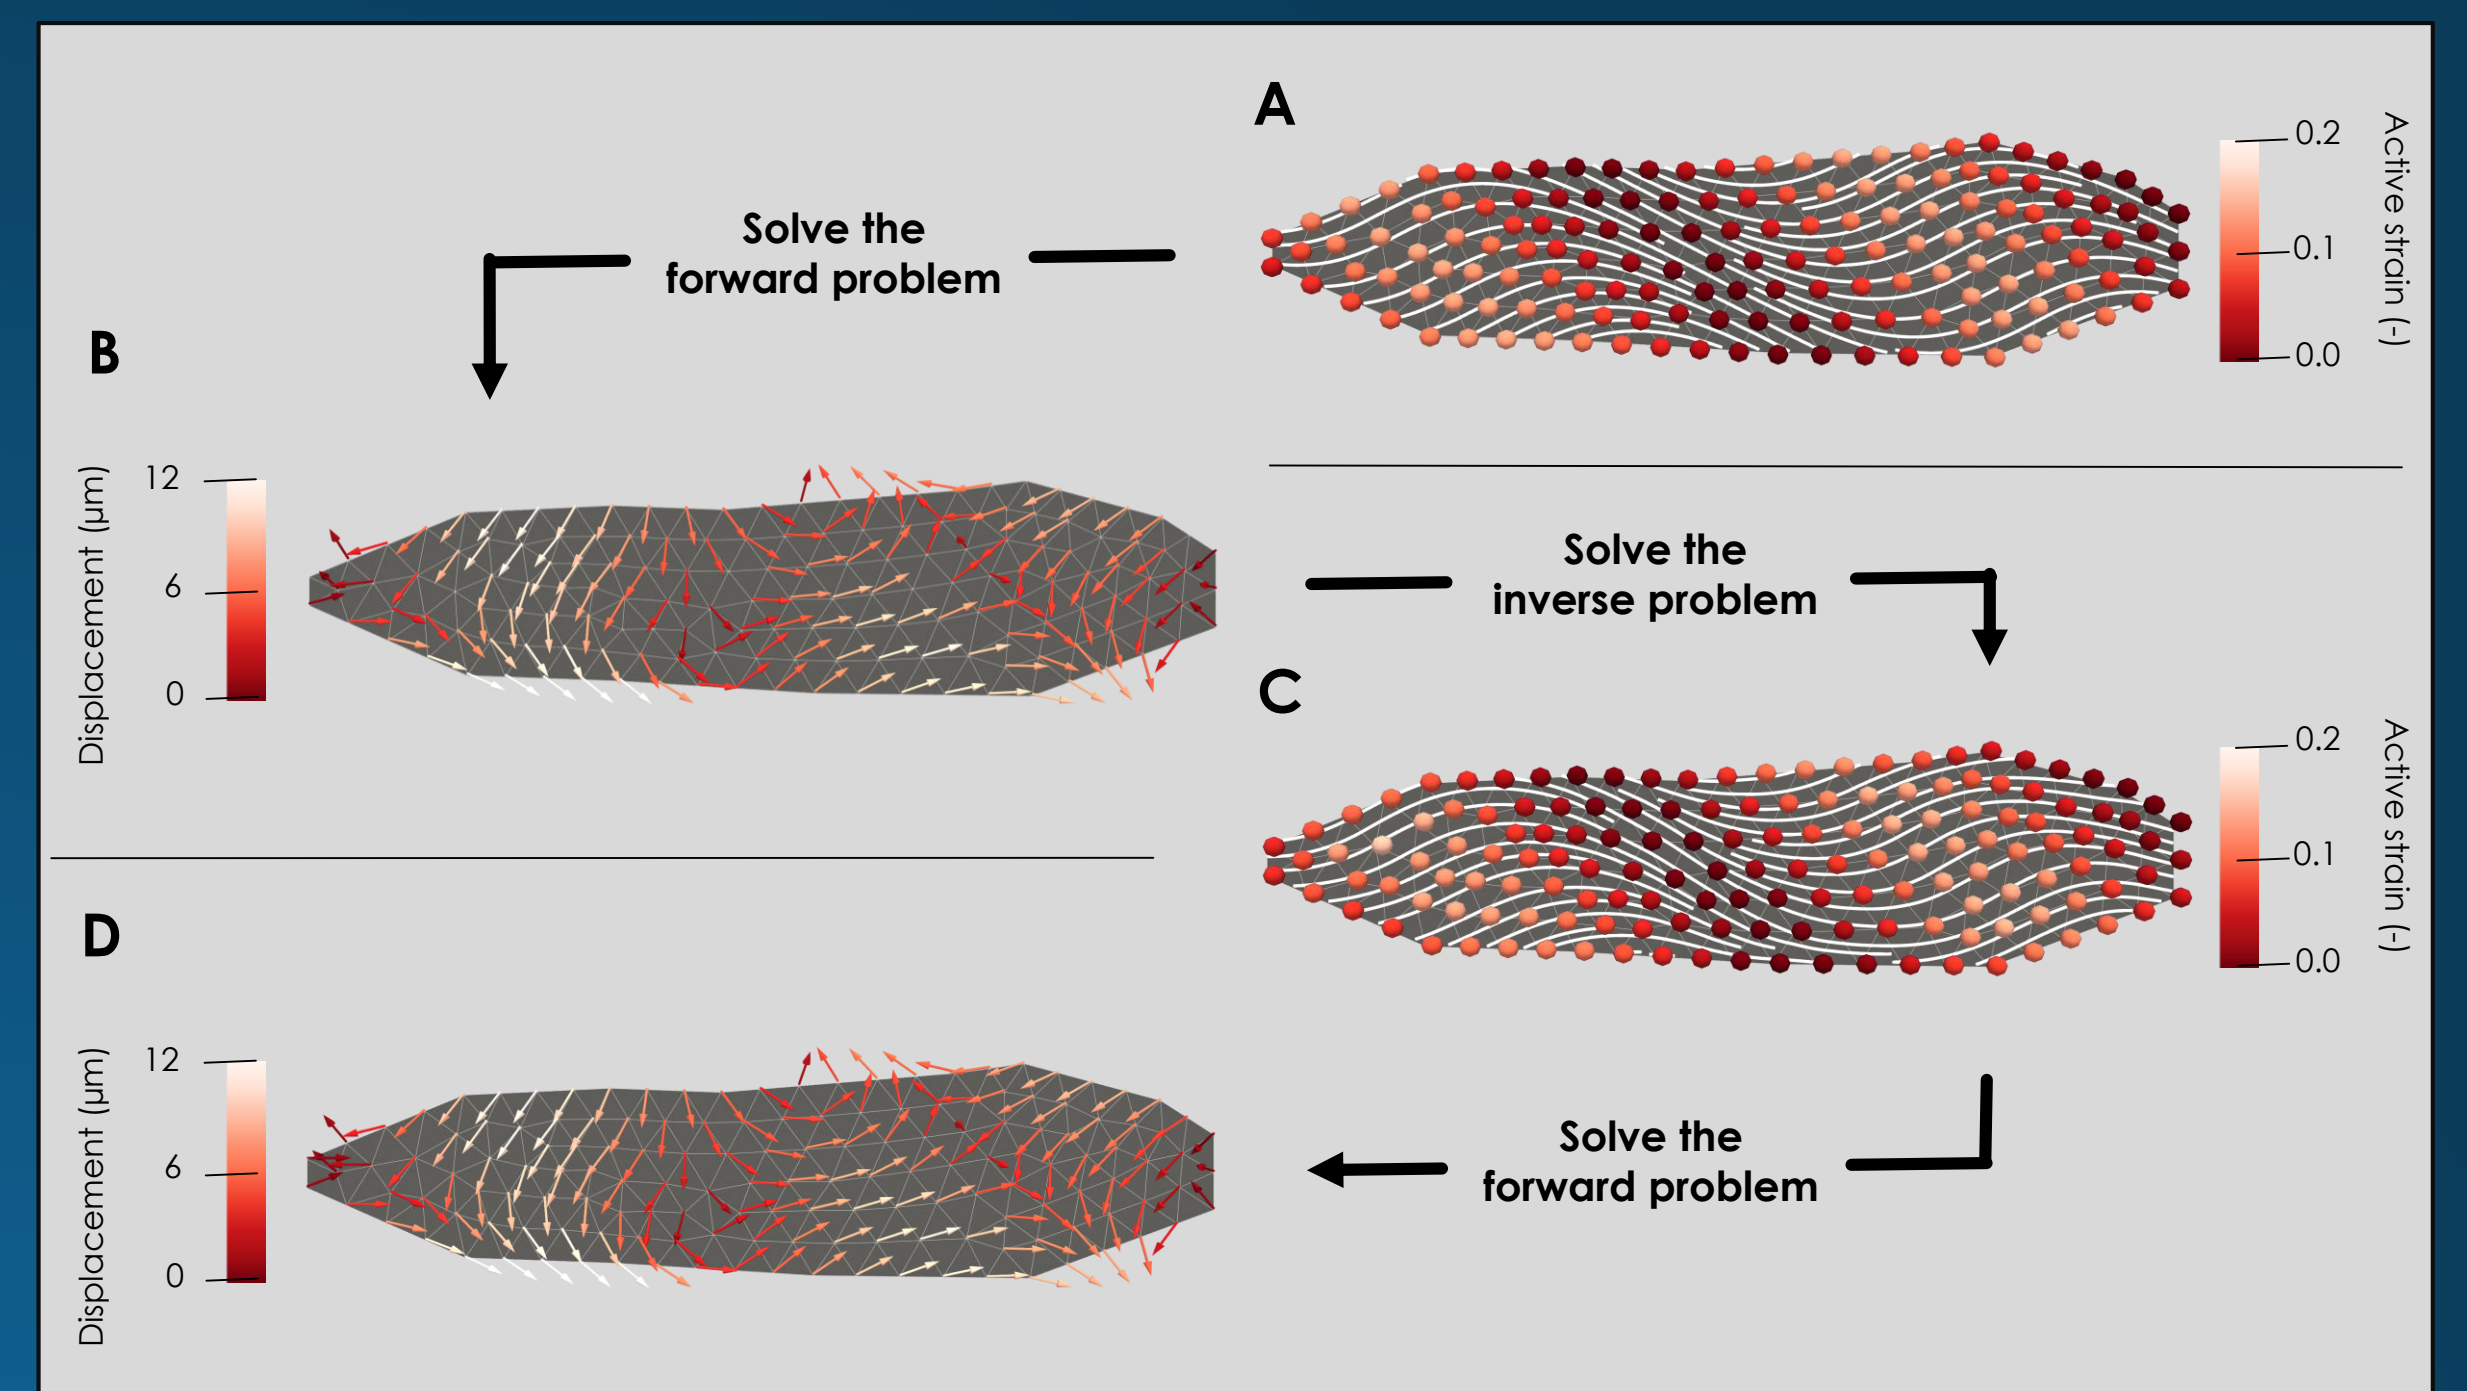 A
0.2
0.1
0.0
Active strain (-)
Solve the
forward problem
B
Displacement (µm)
12
6
0
Solve the
inverse problem
C
0.2
0.1
0.0
Active strain (-)
D
Displacement (µm)
12
6
0
Solve the
forward problem